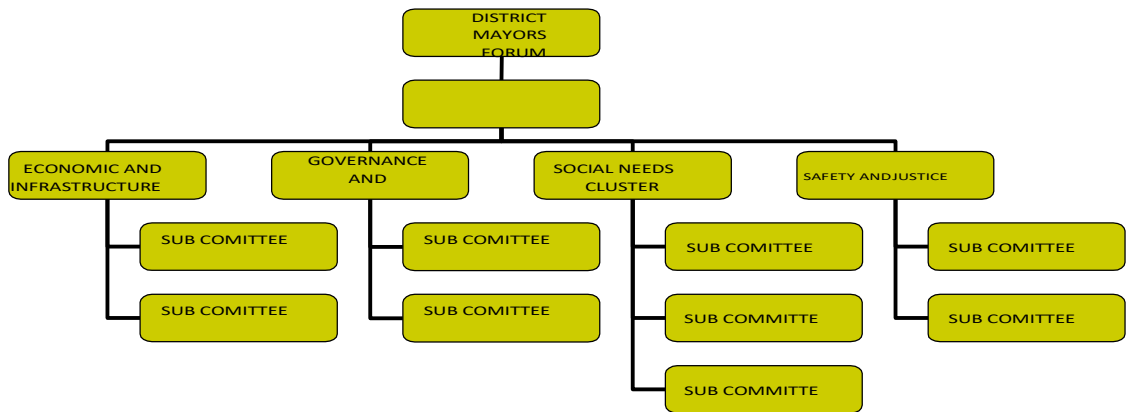 DISTRICT
MAYORS
FORUM
ECONOMIC AND
INFRASTRUCTURE
GOVERNANCE
AND
SOCIAL NEEDS
CLUSTER
SAFETY ANDJUSTICE
SUB COMITTEE
SUB COMITTEE
SUB COMITTEE
SUB COMITTEE
SUB COMITTEE
SUB COMMITTE
SUB COMMITTE
SUB COMITTEE
SUB COMITTEE